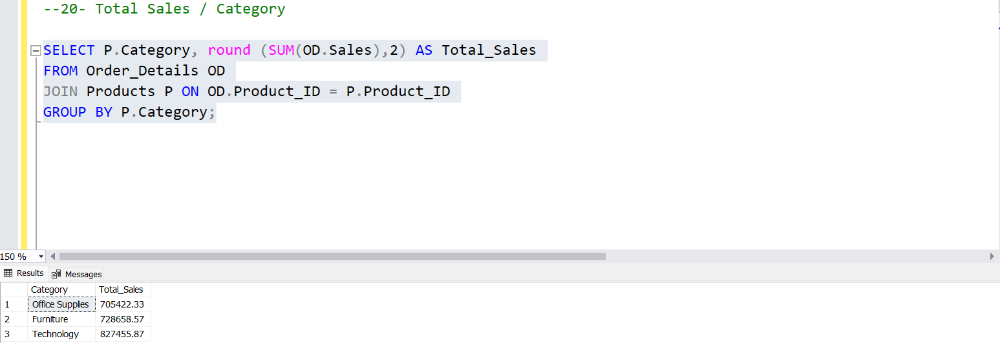 --20- Total Sales / Category
SELECT P.Category, round (SUM(OD.Sales),2) AS Total_Sales
FROM Order_Details OD
JOIN Products P ON OD.Product_ID = P.Product_ID
GROUP BY P.Category;
150 %
Results Messages
Category Total_Sales
1 Office Supplies 705422.33
2 Furniture 728658.57
3 Technology 827455.87